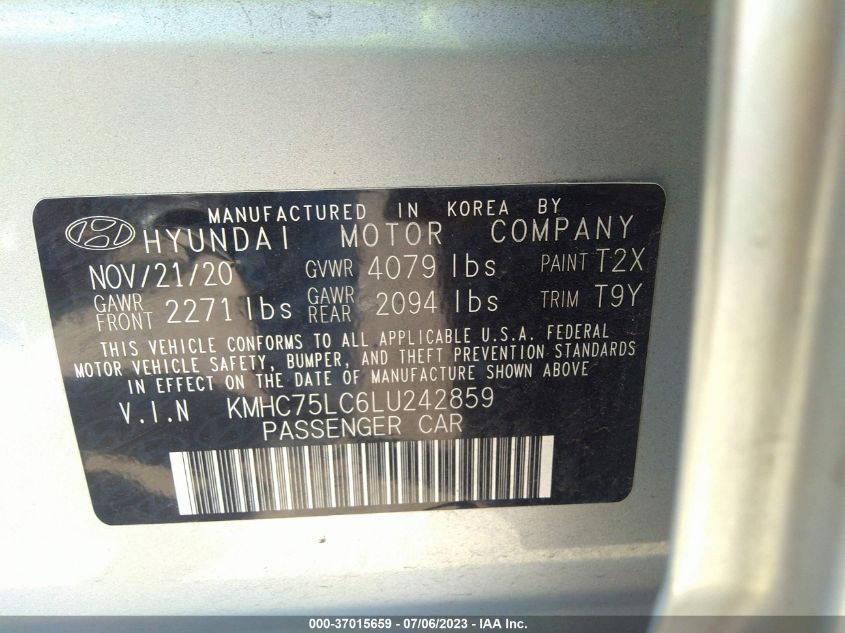 MANUFACTURED IN KOREA BY
HYUNDAI MOTOR COMPANY
NOV/21/20 GVWR 4079 lbs PAINT T2X
GAWR FRONT 2271 lbs GAWR REAR 2094 lbs TRIM T9Y
THIS VEHICLE CONFORMS TO ALL APPLICABLE U.S.A. FEDERAL
MOTOR VEHICLE SAFETY, BUMPER, AND THEFT PREVENTION STANDARDS
IN EFFECT ON THE DATE OF MANUFACTURE SHOWN ABOVE
V.I.N KMHC75LC6LU242859
PASSENGER CAR
000-37015659 - 07/06/2023 - IAA Inc.